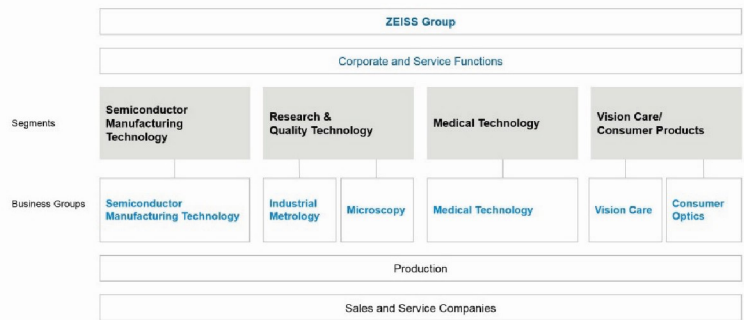 ZEISS Group
Corporate and Service Functions
Segments
Semiconductor
Manufacturing
Technology
Research &
Quality Technology
Medical Technology
Vision Care/
Consumer Products
Business Groups
Semiconductor
Manufacturing Technology
Industrial
Metrology
Microscopy
Medical Technology
Vision Care
Consumer
Optics
Production
Sales and Service Companies